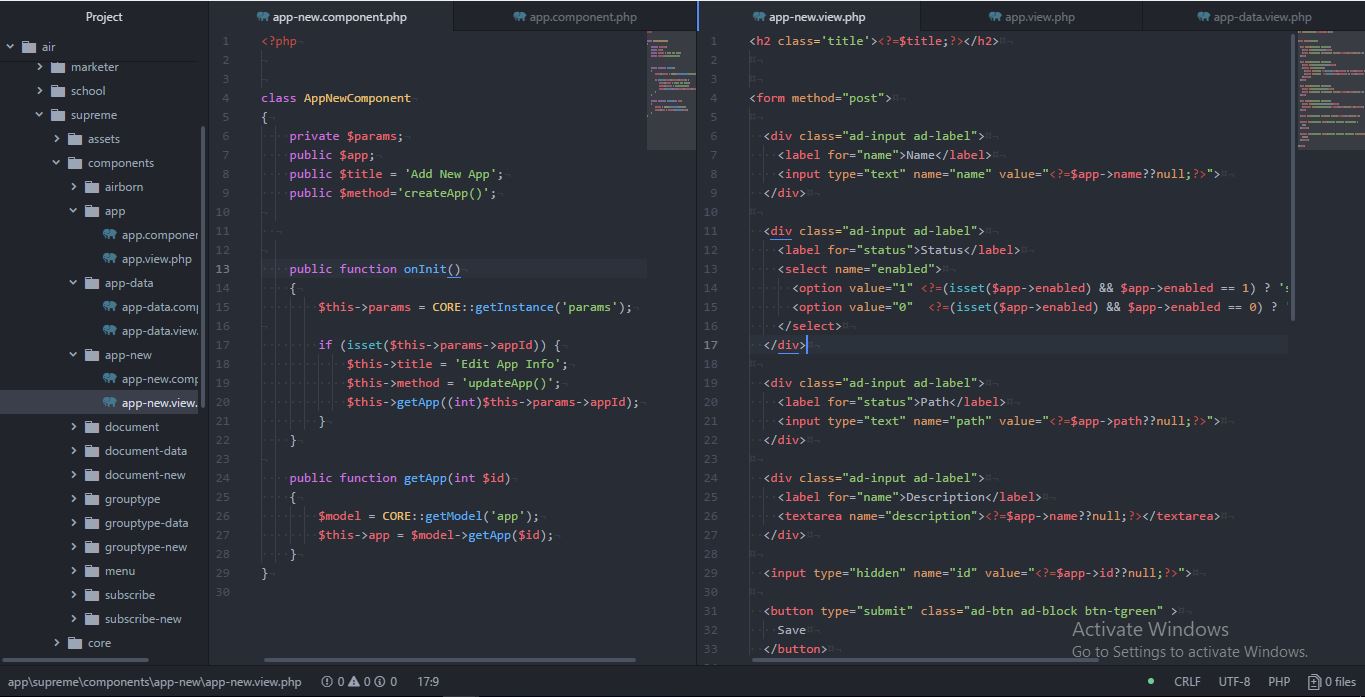 Project
air
marketer
school
supreme
assets
components
airborn
app
app.componen
app.view.php
app-data
app-data.comp
app-data.view.
app-new
app-new.comp
app-new.view.
document
document-data
document-new
grouptype
grouptype-data
grouptype-new
menu
subscribe
subscribe-new
core
app-new.component.php
app.component.php
1 <?php
2
3
4 class AppNewComponent
5 {
6 private $params;
7 public $app;
8 public $title = 'Add New App';
9 public $method='createApp()';
10
11
12
13 public function onInit()
14 {
15 $this->params = CORE::getInstance('params');
16
17 if (isset($this->params->appId)) {
18 $this->title = 'Edit App Info';
19 $this->method = 'updateApp()';
20 $this->getApp((int)$this->params->appId);
21 }
22 }
23
24 public function getApp(int $id)
25 {
26 $model = CORE::getModel('app');
27 $this->app = $model->getApp($id);
28 }
29 }
30
app-new.view.php
app.view.php
app-data.view.php
1 <h2 class='title'><?=$title;?></h2>
2
3
4 <form method="post">
5
6 <div class="ad-input ad-label">
7 <label for="name">Name</label>
8 <input type="text" name="name" value="<?=$app->name??null;?>">
9 </div>
10
11 <div class="ad-input ad-label">
12 <label for="status">Status</label>
13 <select name="enabled">
14 <option value="1" <?=(isset($app->enabled) && $app->enabled == 1) ? 's
15 <option value="0" <?=(isset($app->enabled) && $app->enabled == 0) ? '
16 </select>
17 </div>
18
19 <div class="ad-input ad-label">
20 <label for="status">Path</label>
21 <input type="text" name="path" value="<?=$app->path??null;?>">
22 </div>
23
24 <div class="ad-input ad-label">
25 <label for="name">Description</label>
26 <textarea name="description"><?=$app->name??null;?></textarea>
27 </div>
28
29 <input type="hidden" name="id" value="<?=$app->id??null;?>">
30
31 <button type="submit" class="ad-btn ad-block btn-tgreen" >
32 Save
33 </button>
Activate Windows
Go to Settings to activate Windows.
app\supreme\components\app-new\app-new.view.php 0 0 0 17:9 CRLF UTF-8 PHP 0 files